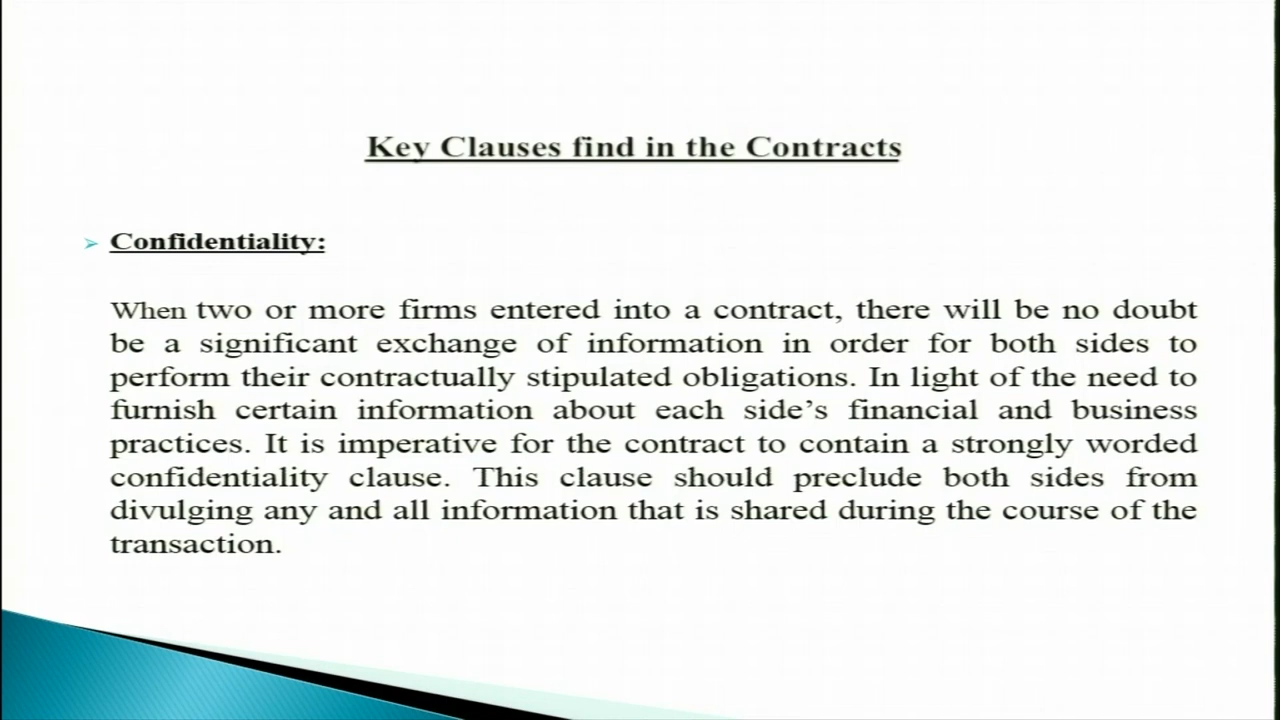 Key Clauses find in the Contracts
Confidentiality:
When two or more firms entered into a contract, there will be no doubt
be a significant exchange of information in order for both sides to
perform their contractually stipulated obligations. In light of the need to
furnish certain information about each side’s financial and business
practices. It is imperative for the contract to contain a strongly worded
confidentiality clause. This clause should preclude both sides from
divulging any and all information that is shared during the course of the
transaction.